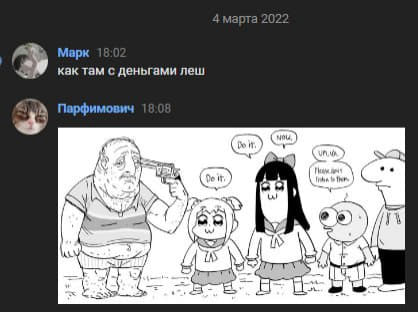 4 марта 2022
Марк 18:02
как там с деньгами леш
Парфимович 18:08
Do it.
Do it.
NOW.
UM, UH,
Please don't
listen to them.